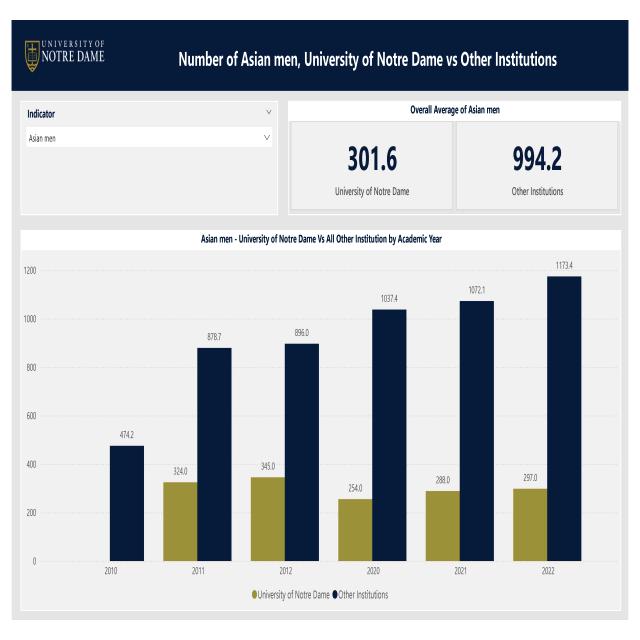 UNIVERSITY OF
NOTRE DAME
Number of Asian men, University of Notre Dame vs Other Institutions
Indicator
Asian men
Overall Average of Asian men
301.6
University of Notre Dame
994.2
Other Institutions
Asian men - University of Notre Dame Vs All Other Institution by Academic Year
1200
1000
800
600
400
200
0
474.2
324.0
878.7
345.0
896.0
254.0
1037.4
288.0
1072.1
297.0
1173.4
2010
2011
2012
2020
2021
2022
University of Notre Dame
Other Institutions